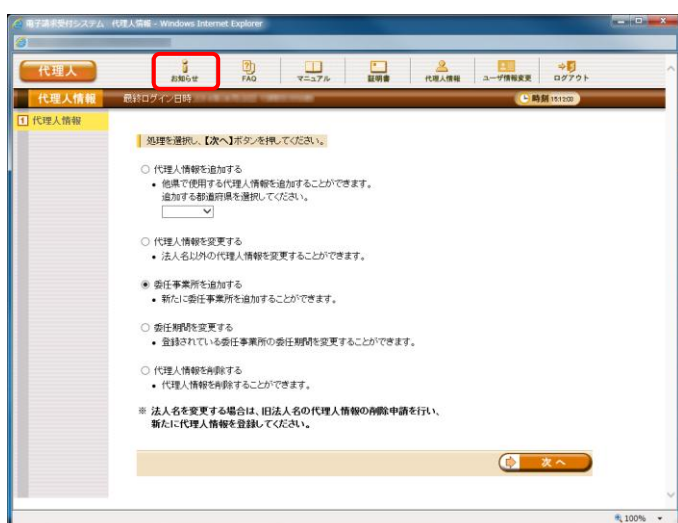 電子請求受付システム 代理人情報 - Windows Internet Explorer
代理人
お知らせ
FAQ
マニュアル
証明書
代理人情報
ユーザ情報変更
ログアウト
代理人情報
最終ログイン日時
時刻 15:12:00
1 代理人情報
処理を選択し、【次へ】ボタンを押してください。
代理人情報を追加する
• 他県で使用する代理人情報を追加することができます。
追加する都道府県を選択してください。
代理人情報を変更する
• 法人名以外の代理人情報を変更することができます。
委任事業所を追加する
• 新たに委任事業所を追加することができます。
委任期間を変更する
• 登録されている委任事業所の委任期間を変更することができます。
代理人情報を削除する
• 代理人情報を削除することができます。
※ 法人名を変更する場合は、旧法人名の代理人情報の削除申請を行い、
新たに代理人情報を登録してください。
次へ
100%